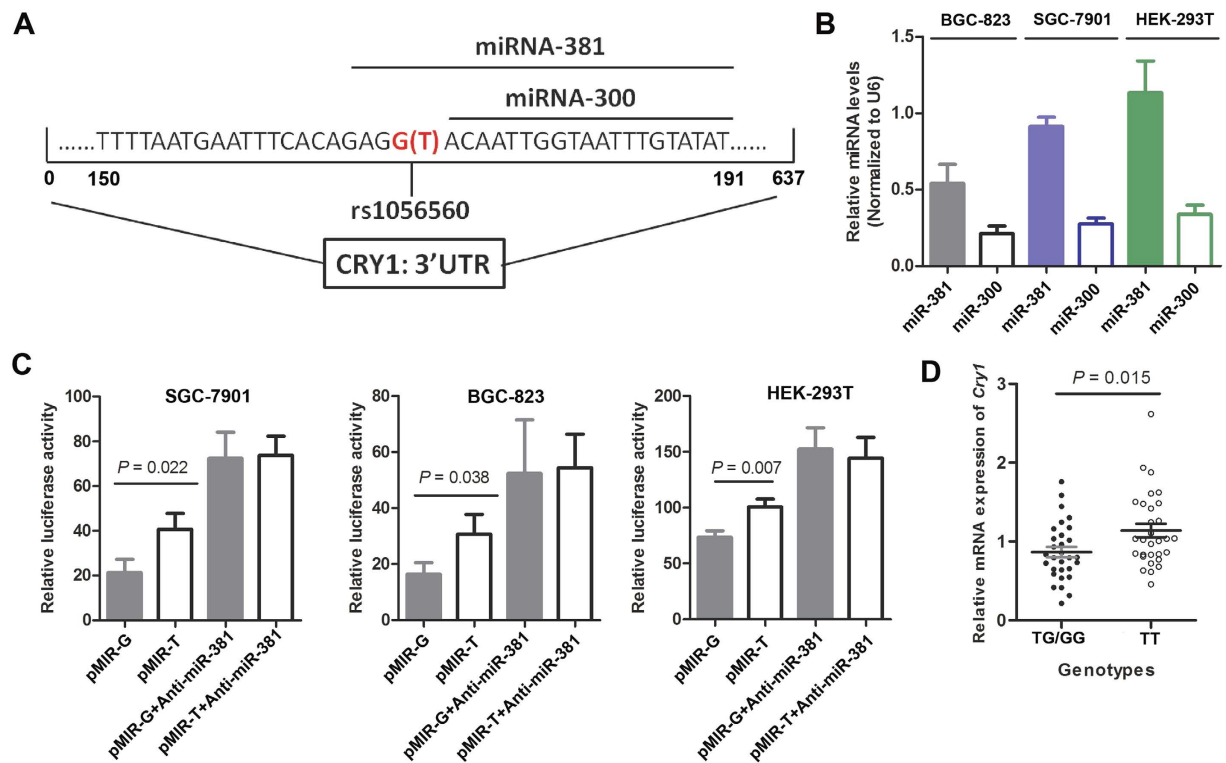 A
miRNA-381
miRNA-300
......TTTTAATGAATTTCACAGAGG(T)ACAATTGGTAATTTGTATAT......
0 150 191 637
rs1056560
CRY1: 3’UTR
B
BGC-823 SGC-7901 HEK-293T
Relative miRNA levels
(Normalized to U6)
1.5
1.0
0.5
0.0
miR-381 miR-300 miR-381 miR-300 miR-381 miR-300
C
SGC-7901
Relative luciferase activity
100
80
60
40
20
0
P = 0.022
pMIR-G pMIR-T pMIR-G+Anti-miR-381 pMIR-T+Anti-miR-381
BGC-823
Relative luciferase activity
80
60
40
20
0
P = 0.038
pMIR-G pMIR-T pMIR-G+Anti-miR-381 pMIR-T+Anti-miR-381
HEK-293T
Relative luciferase activity
200
150
100
50
0
P = 0.007
pMIR-G pMIR-T pMIR-G+Anti-miR-381 pMIR-T+Anti-miR-381
D
Relative mRNA expression of Cry1
3
2
1
0
P = 0.015
TG/GG TT
Genotypes